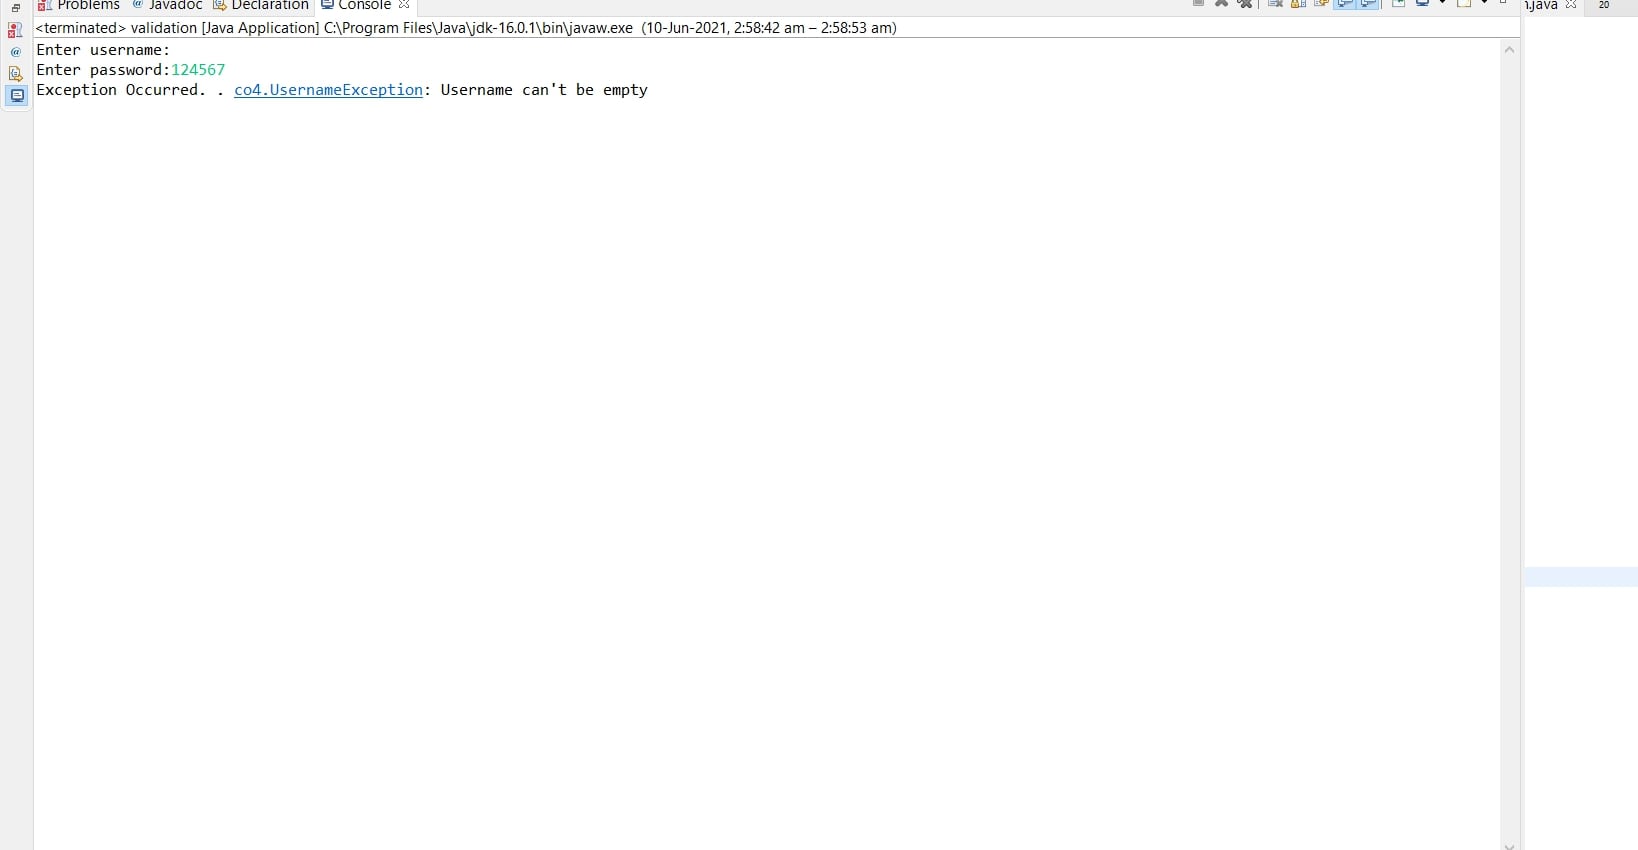 Problems @ Javadoc Declaration Console
n.java 20
<terminated> validation [Java Application] C:\Program Files\Java\jdk-16.0.1\bin\javaw.exe (10-Jun-2021, 2:58:42 am – 2:58:53 am)
Enter username:
Enter password:124567
Exception Occurred. . co4.UsernameException: Username can't be empty